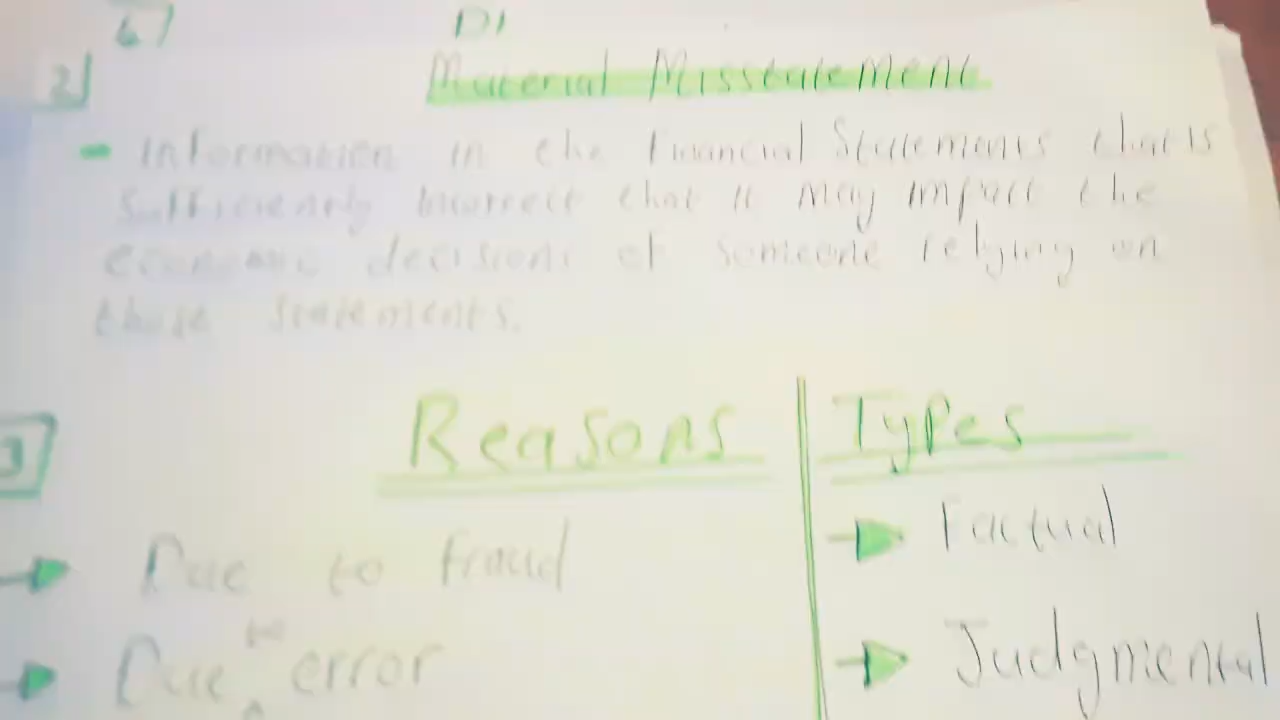 2
Material Misstatement
- Information in the Financial Statements that is
Sufficiently Incorrect that it may impact the
economic decisions of someone relying on
those statements.
3
Reasons
Types
Due to fraud
Factual
Due to error
Judgmental